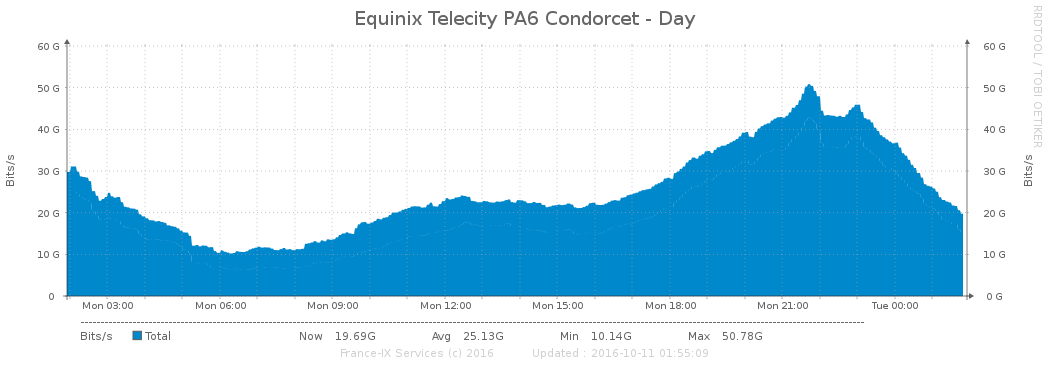 Equinix Telecity PA6 Condorcet - Day
RRDTOOL / TOBI OETIKER
Bits/s
60 G 60 G
50 G 50 G
40 G 40 G
30 G 30 G
20 G 20 G
10 G 10 G
0 0 G
Bits/s
Mon 03:00 Mon 06:00 Mon 09:00 Mon 12:00 Mon 15:00 Mon 18:00 Mon 21:00 Tue 00:00
Bits/s Total Now 19.69G Avg 25.13G Min 10.14G Max 50.78G
France-IX Services (c) 2016 Updated : 2016-10-11 01:55:09